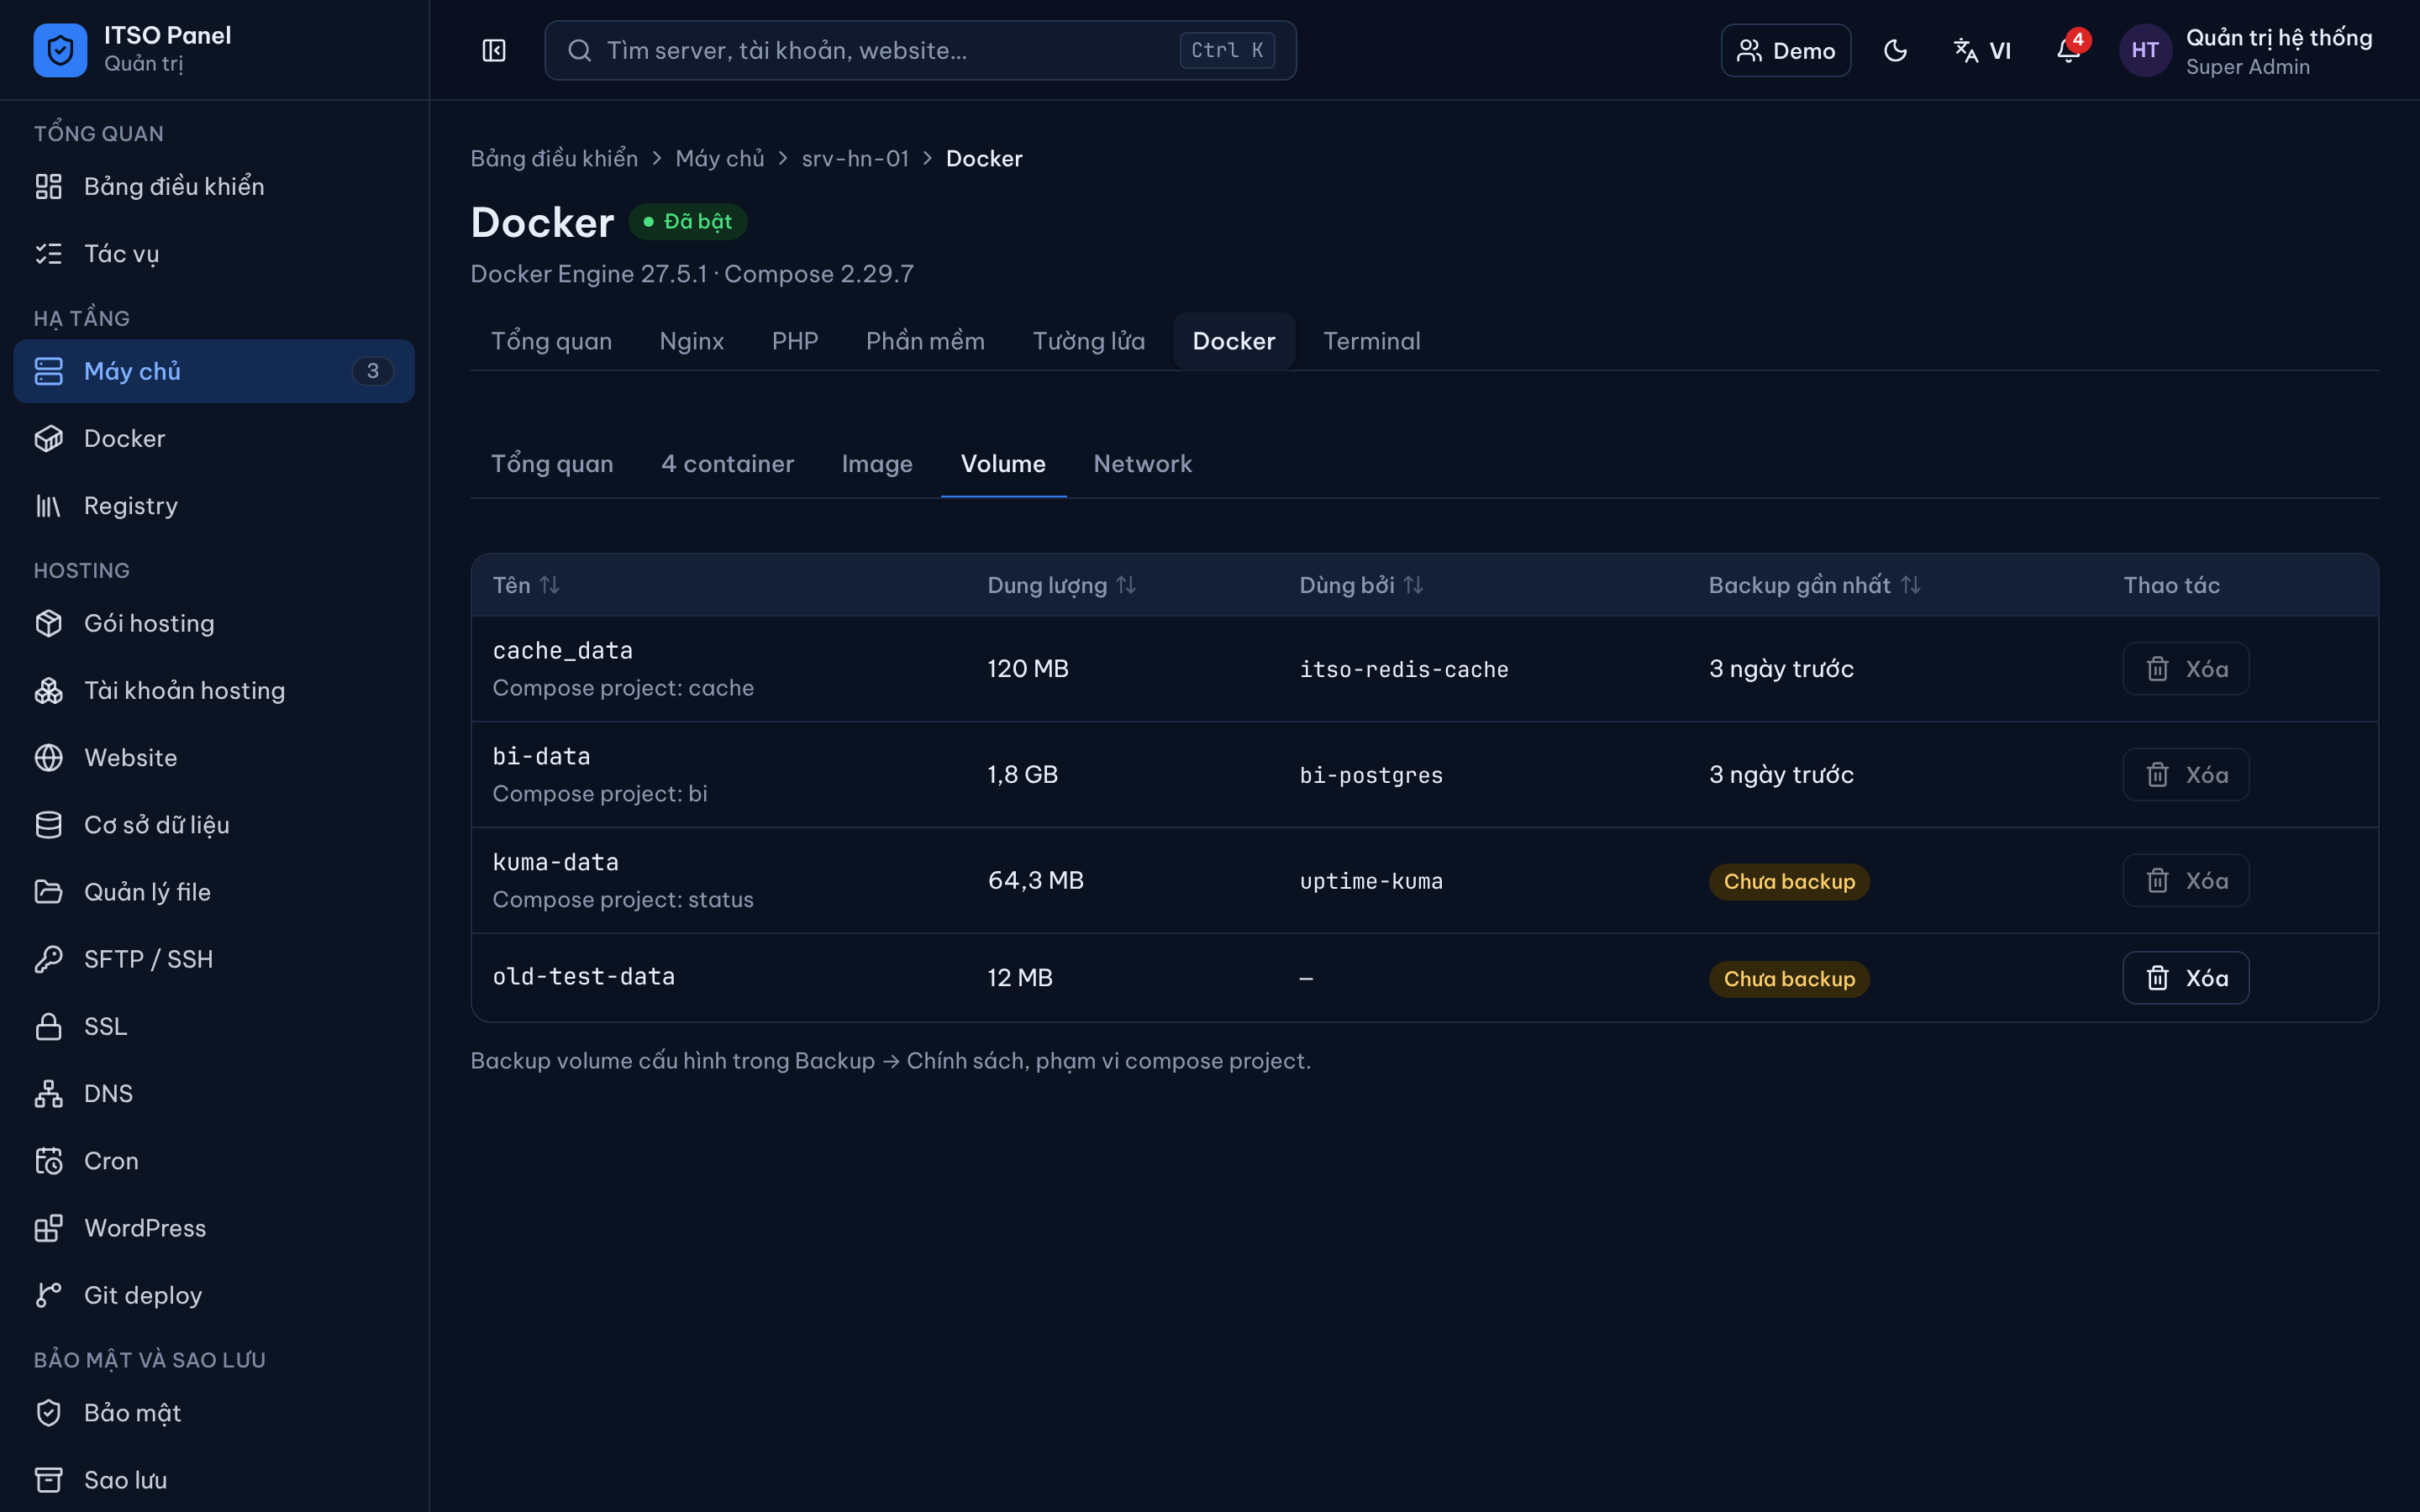 ITSO Panel
Quản trị
Tìm server, tài khoản, website...
Ctrl K
Demo
VI
4
HT
Quản trị hệ thống
Super Admin
TỔNG QUAN
Bảng điều khiển
Tác vụ
HẠ TẦNG
Máy chủ
3
Docker
Registry
HOSTING
Gói hosting
Tài khoản hosting
Website
Cơ sở dữ liệu
Quản lý file
SFTP / SSH
SSL
DNS
Cron
WordPress
Git deploy
BẢO MẬT VÀ SAO LƯU
Bảo mật
Sao lưu
Bảng điều khiển > Máy chủ > srv-hn-01 > Docker
Docker
Đã bật
Docker Engine 27.5.1 · Compose 2.29.7
Tổng quan Nginx PHP Phần mềm Tường lửa Docker Terminal
Tổng quan 4 container Image Volume Network
Tên Dung lượng Dùng bởi Backup gần nhất Thao tác
cache_data
Compose project: cache
120 MB
itso-redis-cache
3 ngày trước
Xóa
bi-data
Compose project: bi
1,8 GB
bi-postgres
3 ngày trước
Xóa
kuma-data
Compose project: status
64,3 MB
uptime-kuma
Chưa backup
Xóa
old-test-data
12 MB
–
Chưa backup
Xóa
Backup volume cấu hình trong Backup → Chính sách, phạm vi compose project.